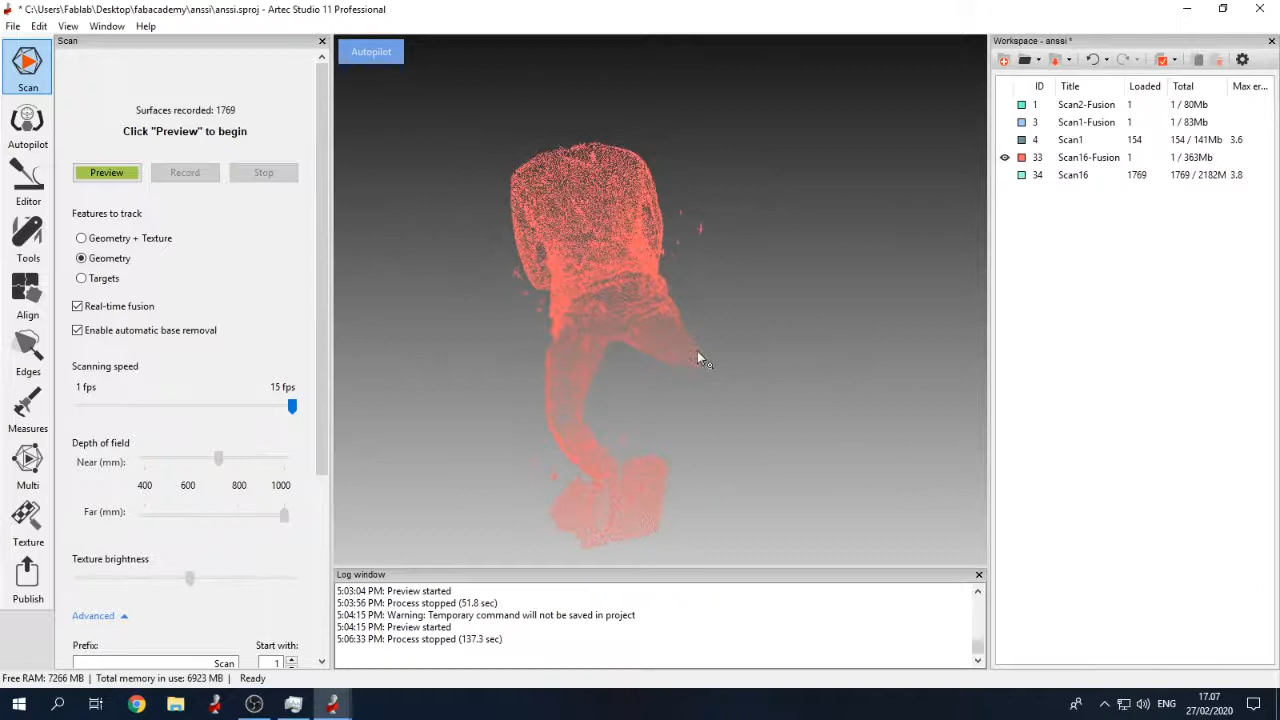 * C:\Users\Fablab\Desktop\fabacademy\anssi\anssi.sproj - Artec Studio 11 Professional
File Edit View Window Help
Scan
Autopilot
Editor
Tools
Align
Edges
Measures
Multi
Texture
Publish
Scan
Surfaces recorded: 1769
Click "Preview" to begin
Preview Record Stop
Features to track
Geometry + Texture
Geometry
Targets
Real-time fusion
Enable automatic base removal
Scanning speed
1 fps 15 fps
Depth of field
Near (mm):
400 600 800 1000
Far (mm):
Texture brightness
Advanced
Prefix: Start with:
Scan 1
Autopilot
Log window
5:03:04 PM: Preview started
5:03:56 PM: Process stopped (51.8 sec)
5:04:15 PM: Warning: Temporary command will not be saved in project
5:04:15 PM: Preview started
5:06:33 PM: Process stopped (137.3 sec)
Workspace - anssi *
ID Title Loaded Total Max er...
1 Scan2-Fusion 1 1 / 80Mb
3 Scan1-Fusion 1 1 / 83Mb
4 Scan1 154 154 / 141Mb 3.6
33 Scan16-Fusion 1 1 / 363Mb
34 Scan16 1769 1769 / 2182M 3.8
Free RAM: 7266 MB | Total memory in use: 6923 MB | Ready
ENG
17.07
27/02/2020